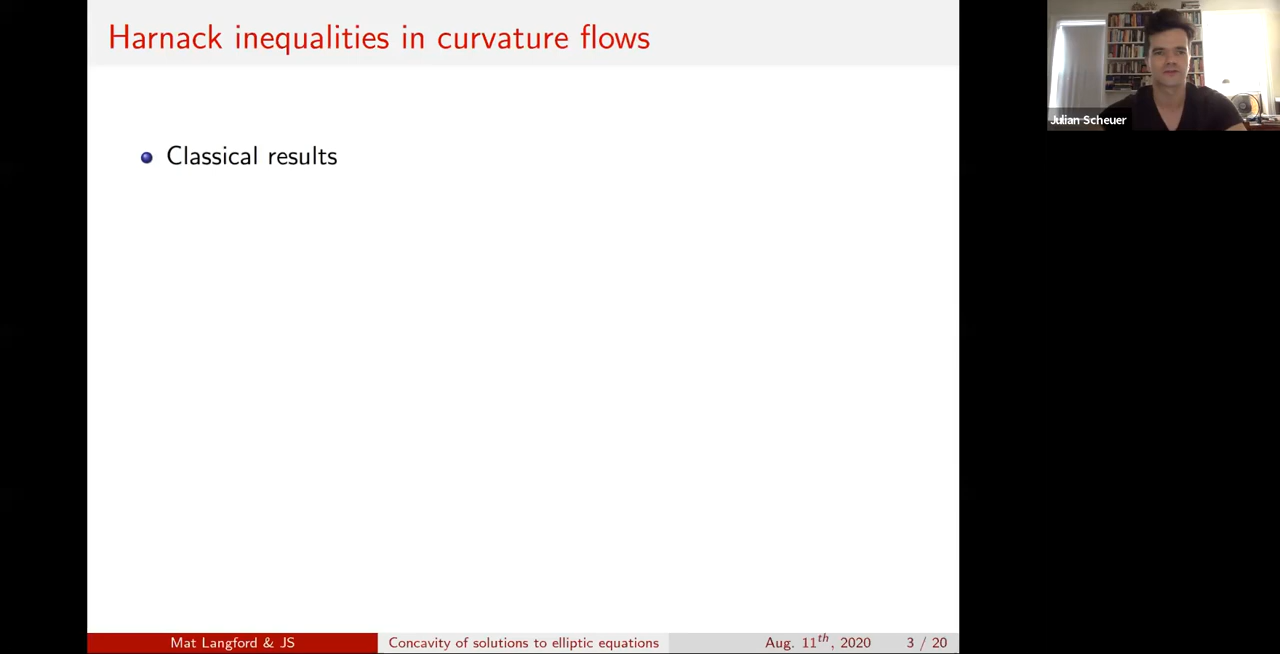 Harnack inequalities in curvature flows
Julian Scheuer
Classical results
Mat Langford & JS Concavity of solutions to elliptic equations Aug. 11th, 2020 3 / 20